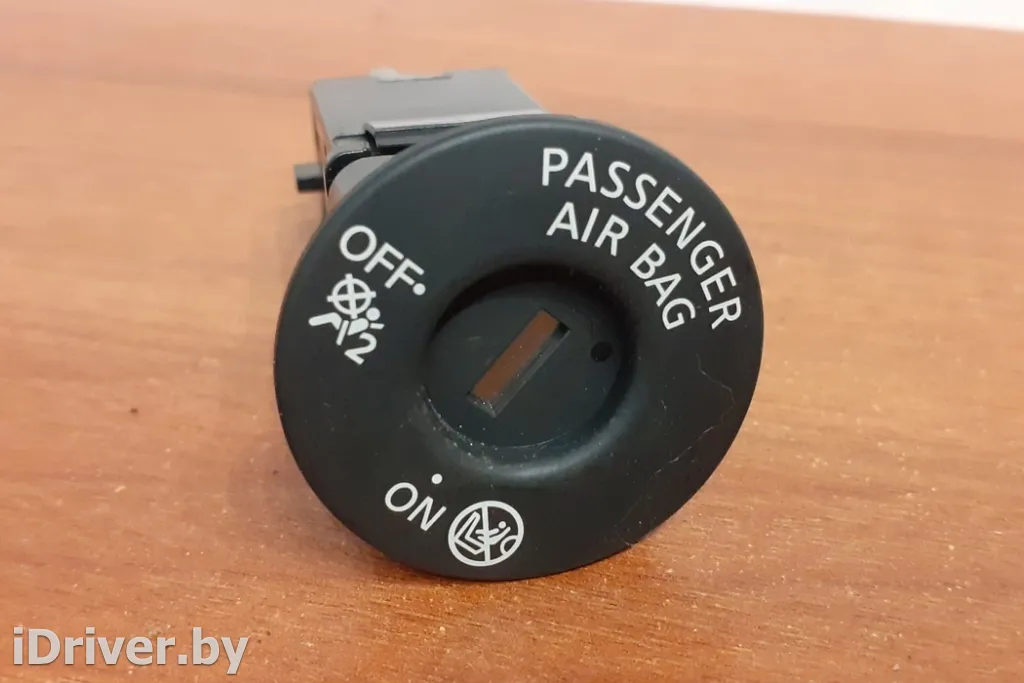 PASSENGER
AIR BAG
OFF
2
ON
iDriver.by